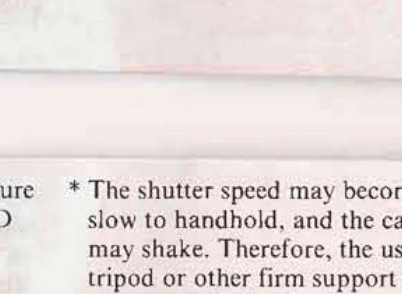 ure
D
* The shutter speed may becor
slow to handhold, and the ca
may shake. Therefore, the us
tripod or other firm support